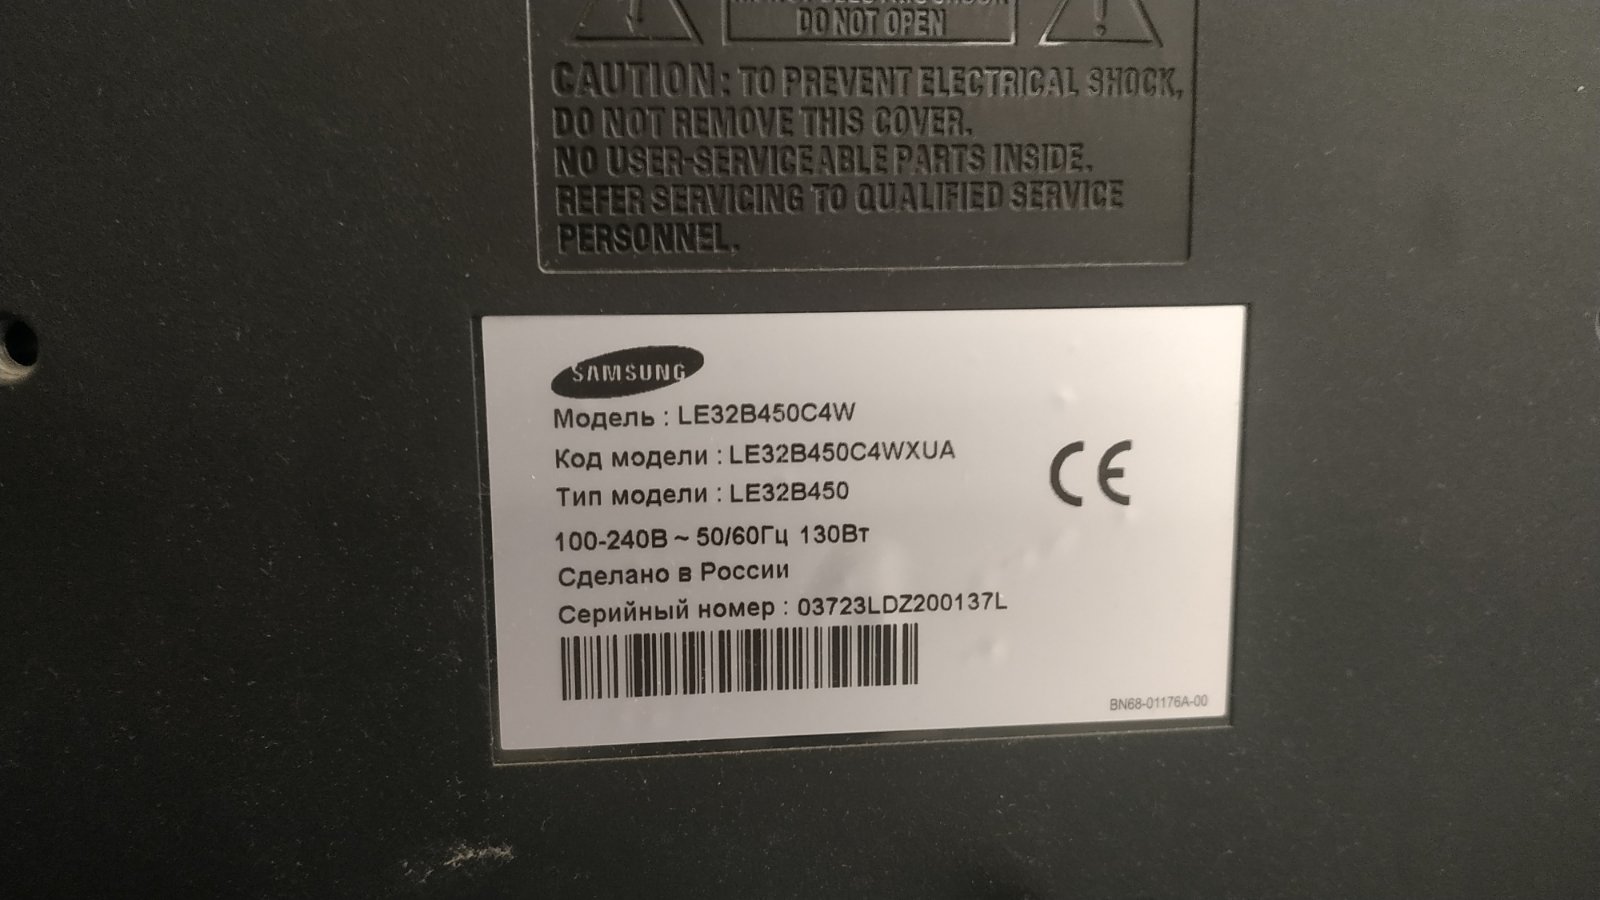 DO NOT OPEN
CAUTION: TO PREVENT ELECTRICAL SHOCK,
DO NOT REMOVE THIS COVER.
NO USER-SERVICEABLE PARTS INSIDE.
REFER SERVICING TO QUALIFIED SERVICE
PERSONNEL.
SAMSUNG
Модель : LE32B450C4W
Код модели : LE32B450C4WXUA
Тип модели : LE32B450
CE
100-240В ~ 50/60Гц 130Вт
Сделано в России
Серийный номер : 03723LDZ200137L
BN68-01176A-00